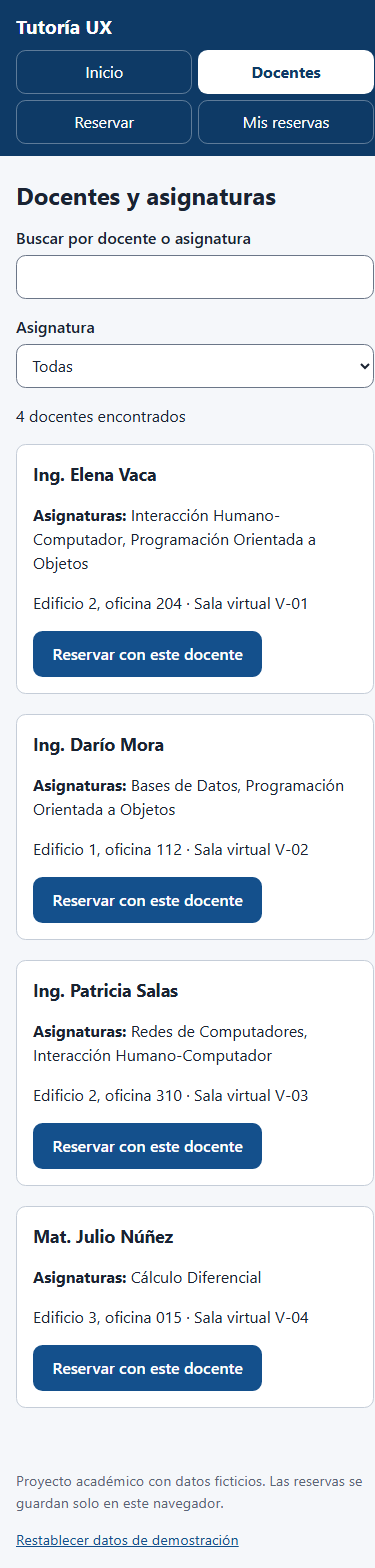 Tutoría UX
Inicio
Docentes
Reservar
Mis reservas
Docentes y asignaturas
Buscar por docente o asignatura
Asignatura
Todas
4 docentes encontrados
Ing. Elena Vaca
Asignaturas: Interacción Humano-
Computador, Programación Orientada a
Objetos
Edificio 2, oficina 204 · Sala virtual V-01
Reservar con este docente
Ing. Darío Mora
Asignaturas: Bases de Datos, Programación
Orientada a Objetos
Edificio 1, oficina 112 · Sala virtual V-02
Reservar con este docente
Ing. Patricia Salas
Asignaturas: Redes de Computadores,
Interacción Humano-Computador
Edificio 2, oficina 310 · Sala virtual V-03
Reservar con este docente
Mat. Julio Núñez
Asignaturas: Cálculo Diferencial
Edificio 3, oficina 015 · Sala virtual V-04
Reservar con este docente
Proyecto académico con datos ficticios. Las reservas se
guardan solo en este navegador.
Restablecer datos de demostración